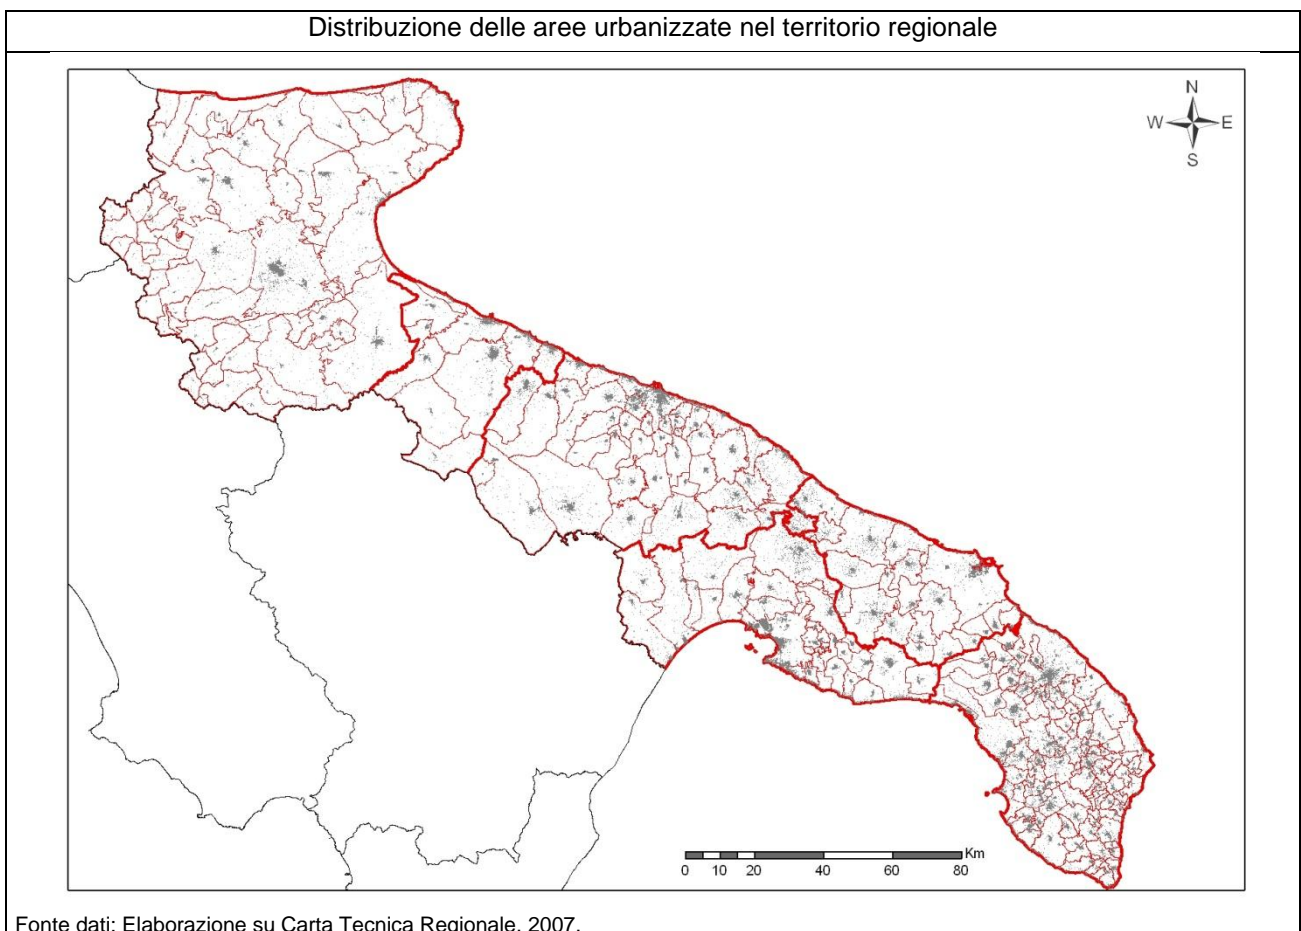 Distribuzione delle aree urbanizzate nel territorio regionale
N
W E
S
Km
0 10 20 40 60 80
Fonte dati: Elaborazione su Carta Tecnica Regionale, 2007.